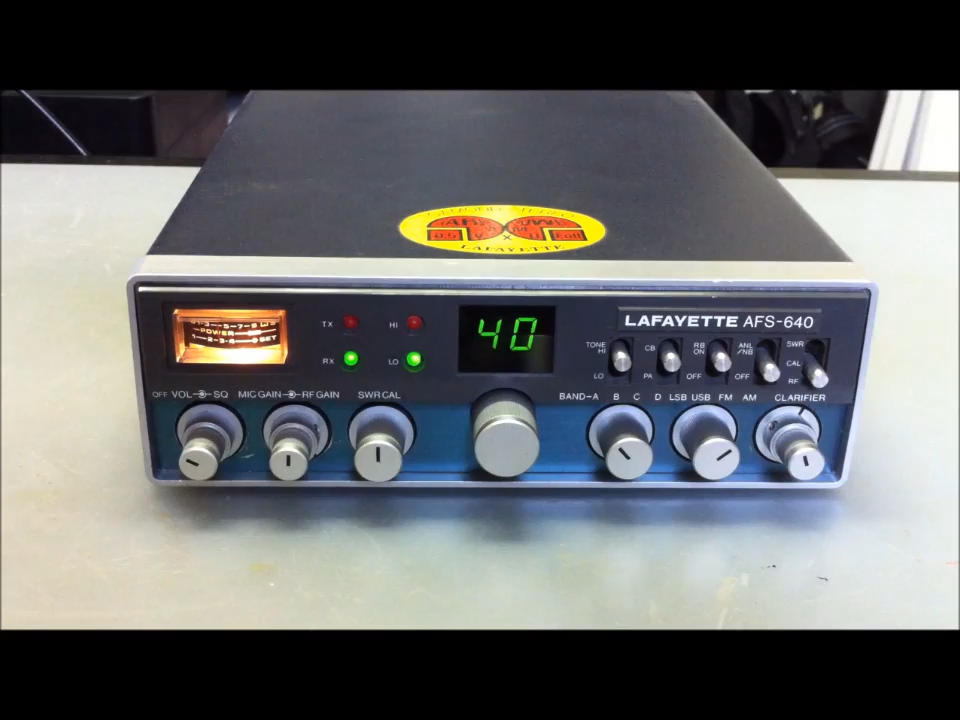 LAFAYETTE
LAFAYETTE AFS-640
40
TX HI
RX LO
POWER
SET
TONE HI CB RB ON ANL /NB SWR
CAL
LO PA OFF OFF RF
OFF VOL SQ MIC GAIN RF GAIN SWR CAL BAND-A B C D LSB USB FM AM CLARIFIER